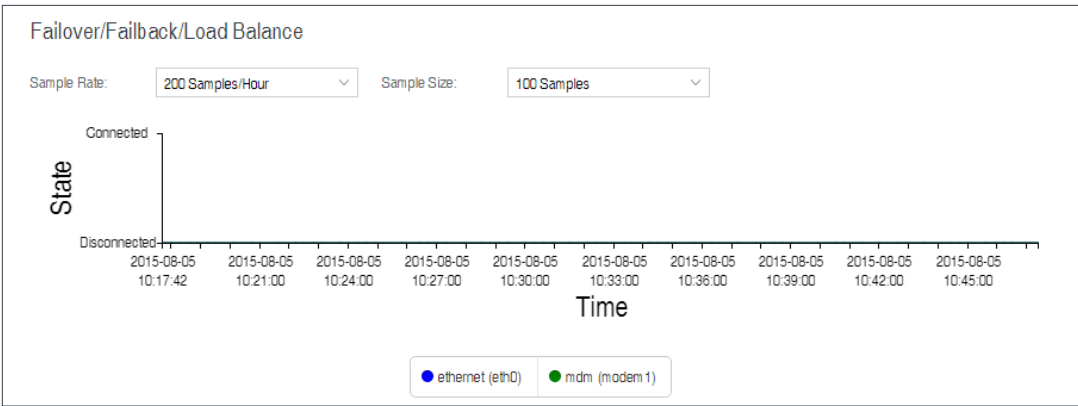 Failover/Failback/Load Balance
Sample Rate: 200 Samples/Hour Sample Size: 100 Samples
Connected
State
Disconnected
2015-08-05 2015-08-05 2015-08-05 2015-08-05 2015-08-05 2015-08-05 2015-08-05 2015-08-05 2015-08-05 2015-08-05
10:17:42 10:21:00 10:24:00 10:27:00 10:30:00 10:33:00 10:36:00 10:39:00 10:42:00 10:45:00
Time
ethernet (eth0) mdm (modem1)